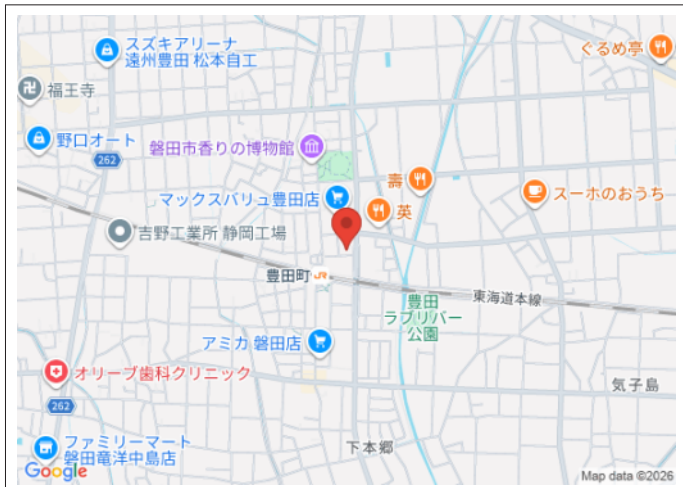 スズキアリーナ
遠州豊田 松本自工
ぐるめ亭
福王寺
野口オート
262
磐田市香りの博物館
壽
マックスバリュ豊田店
英
スーホのおうち
吉野工業所 静岡工場
豊田町
JR
東海道本線
豊田
ラブリバー
公園
アミカ 磐田店
オリーブ歯科クリニック
気子島
262
ファミリーマート
磐田竜洋中島店
下本郷
Google
Map data ©2026